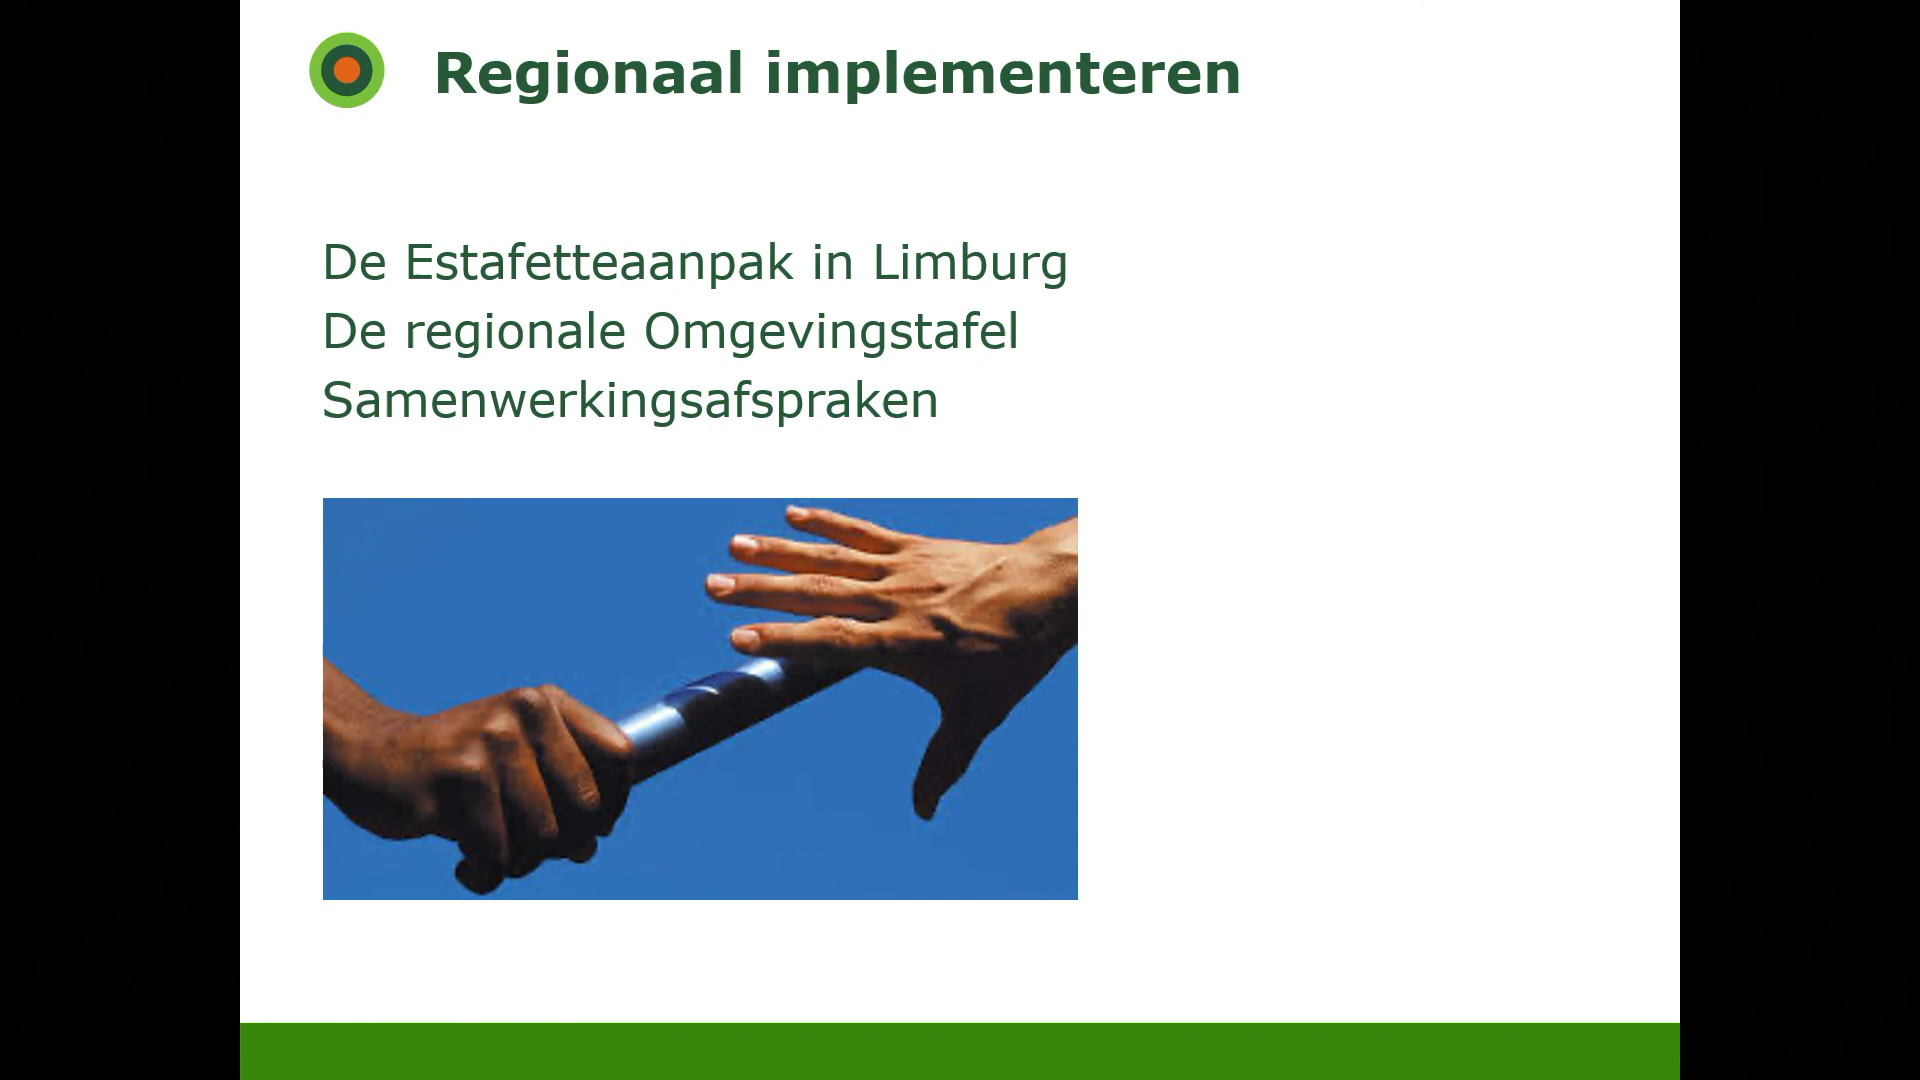 Regionaal implementeren
De Estafetteaanpak in Limburg
De regionale Omgevingstafel
Samenwerkingsafspraken